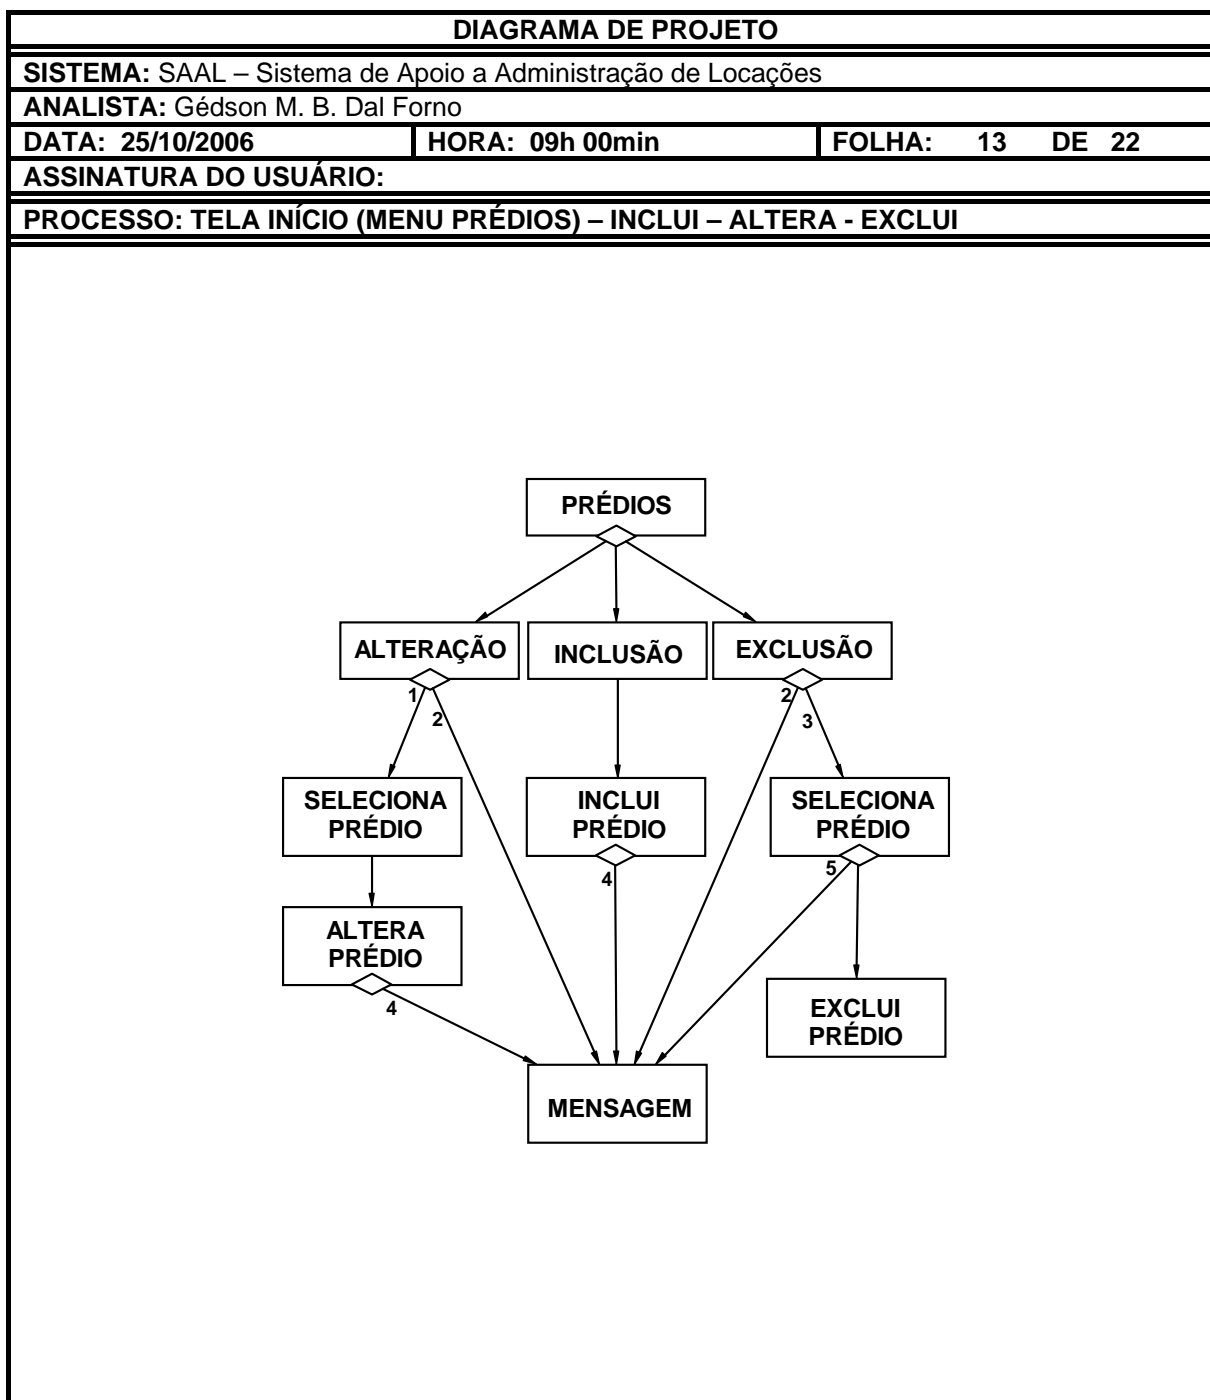 DIAGRAMA DE PROJETO
SISTEMA: SAAL – Sistema de Apoio a Administração de Locações
ANALISTA: Gédson M. B. Dal Forno
DATA: 25/10/2006 HORA: 09h 00min FOLHA: 13 DE 22
ASSINATURA DO USUÁRIO:
PROCESSO: TELA INÍCIO (MENU PRÉDIOS) – INCLUI – ALTERA - EXCLUI
PRÉDIOS
ALTERAÇÃO
INCLUSÃO
EXCLUSÃO
1
2
2
3
SELECIONA
PRÉDIO
INCLUI
PRÉDIO
SELECIONA
PRÉDIO
4
5
ALTERA
PRÉDIO
4
EXCLUI
PRÉDIO
MENSAGEM